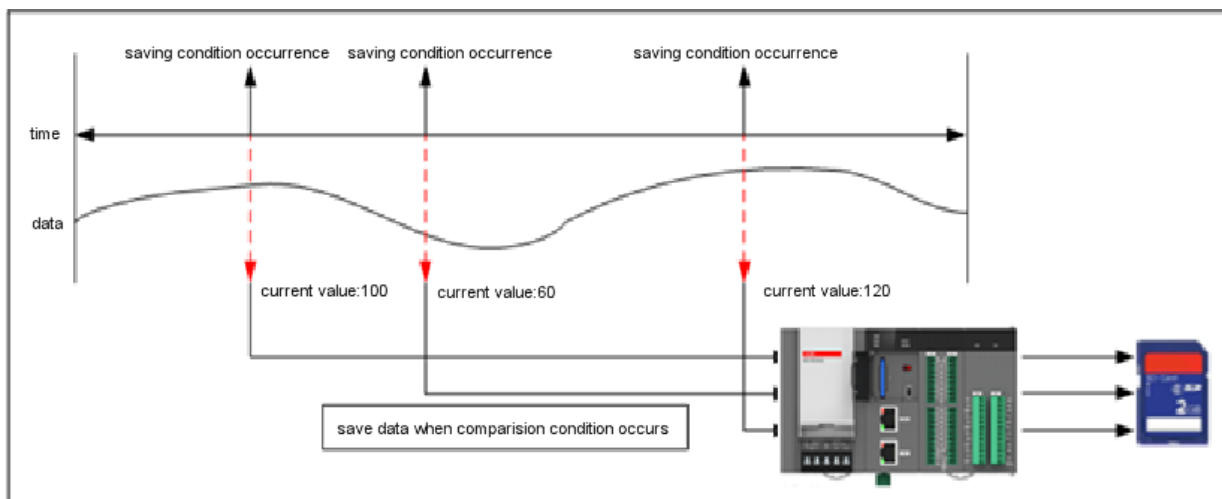 saving condition occurrence
saving condition occurrence
saving condition occurrence
time
data
current value:100
current value:60
current value:120
save data when comparision condition occurs
2